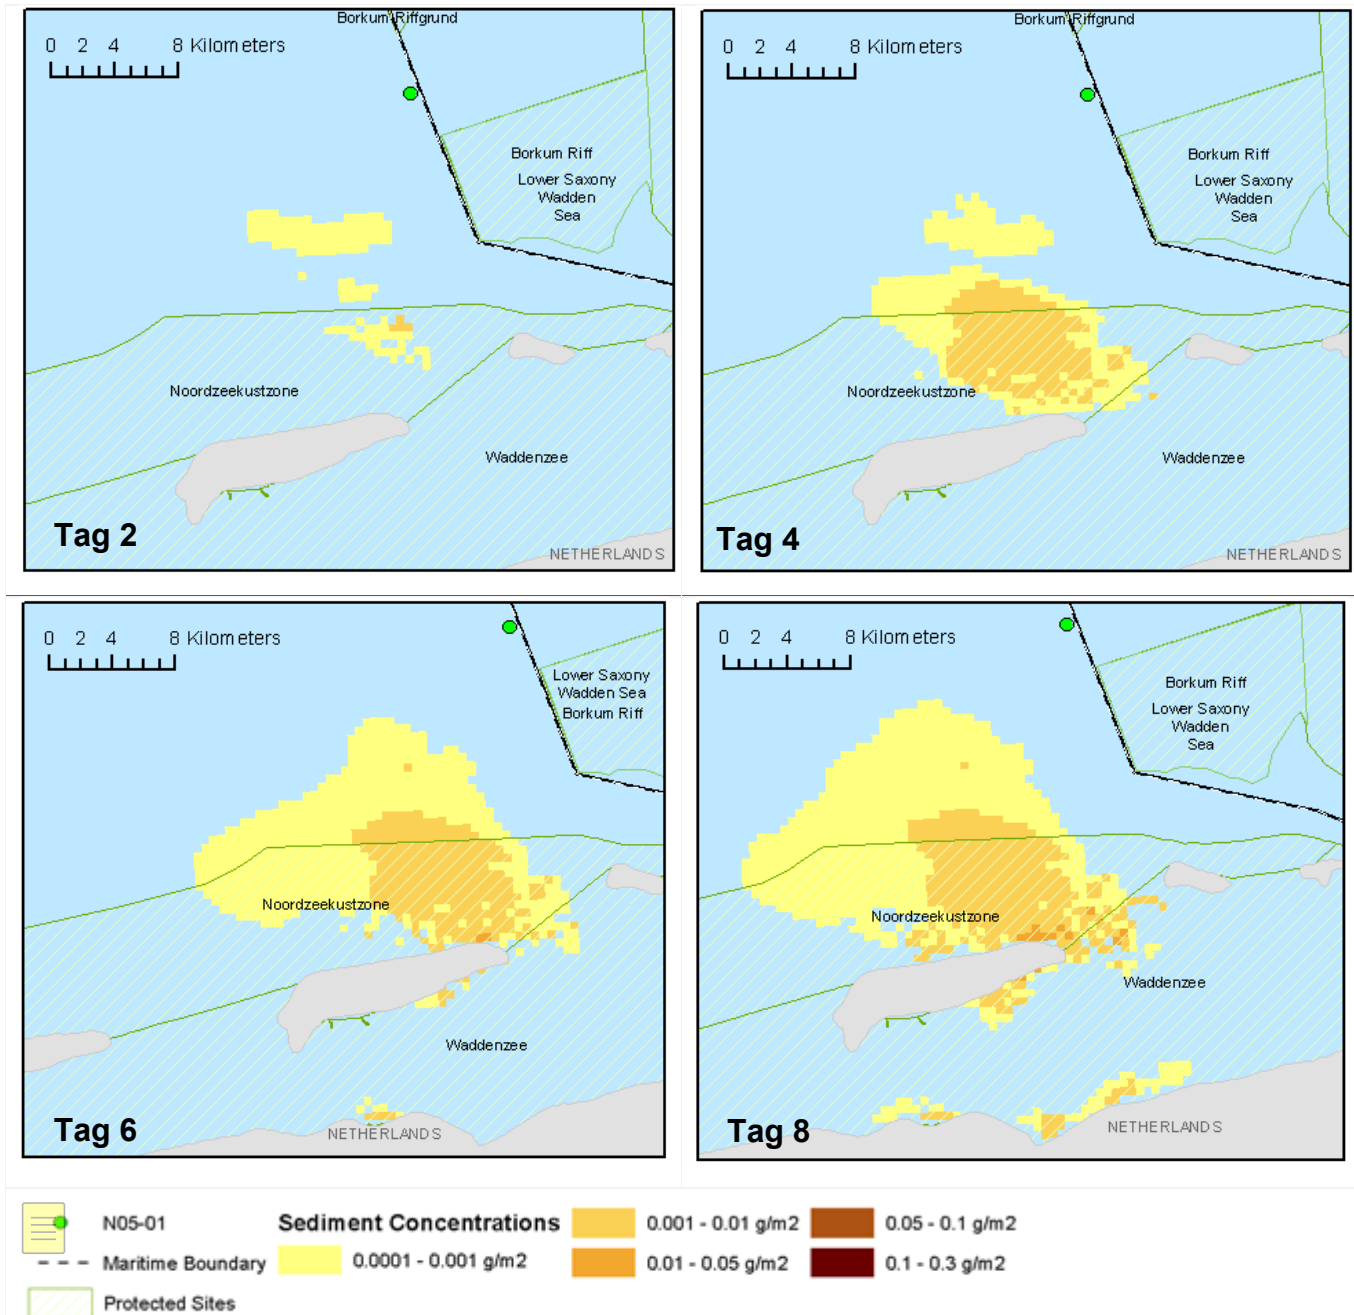 Borkum Riffgrund
0 2 4 8 Kilometers
Borkum Riff
Lower Saxony
Wadden
Sea
Noordzeekustzone
Waddenzee
Tag 2
NETHERLANDS
Borkum Riffgrund
0 2 4 8 Kilometers
Borkum Riff
Lower Saxony
Wadden
Sea
Noordzeekustzone
Waddenzee
Tag 4
NETHERLANDS
0 2 4 8 Kilometers
Lower Saxony
Wadden Sea
Borkum Riff
Noordzeekustzone
Waddenzee
Tag 6
NETHERLANDS
0 2 4 8 Kilometers
Borkum Riff
Lower Saxony
Wadden
Sea
Noordzeekustzone
Waddenzee
Tag 8
NETHERLANDS
N05-01
Maritime Boundary
Protected Sites
Sediment Concentrations
0.0001 - 0.001 g/m2
0.001 - 0.01 g/m2
0.01 - 0.05 g/m2
0.05 - 0.1 g/m2
0.1 - 0.3 g/m2